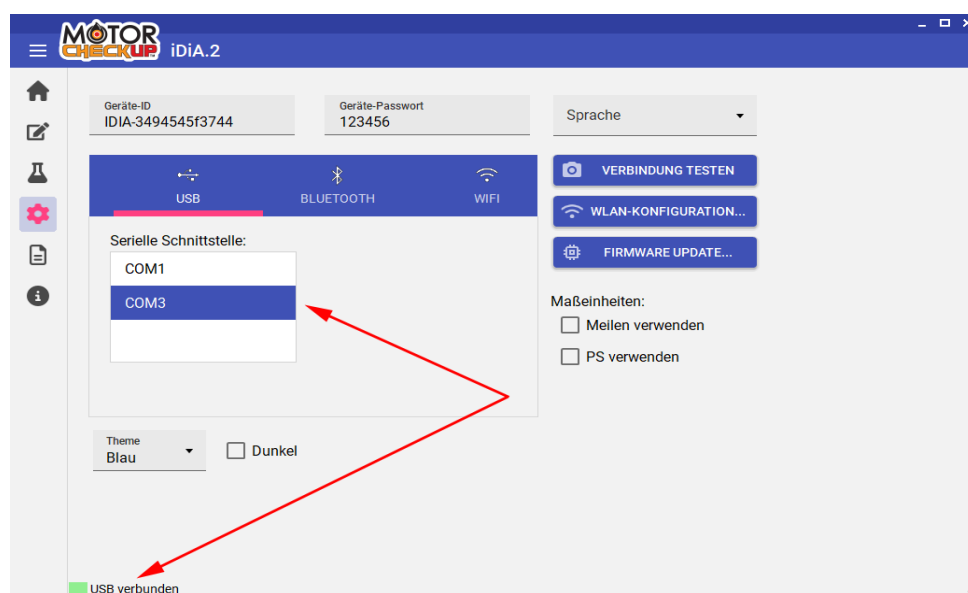 MOTOR
CHECKUP
iDiA.2
Geräte-ID
IDIA-3494545f3744
Geräte-Passwort
123456
Sprache
USB
BLUETOOTH
WIFI
VERBINDUNG TESTEN
WLAN-KONFIGURATION...
FIRMWARE UPDATE...
Serielle Schnittstelle:
COM1
COM3
Maßeinheiten:
Meilen verwenden
PS verwenden
Theme
Blau
Dunkel
USB verbunden